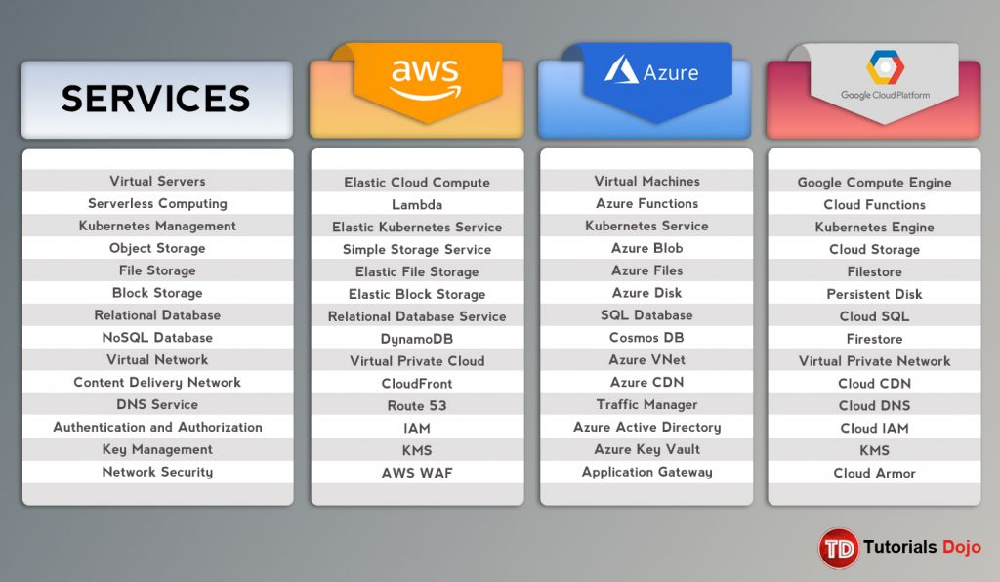 SERVICES aws Azure Google Cloud Platform
Virtual Servers Elastic Cloud Compute Virtual Machines Google Compute Engine
Serverless Computing Lambda Azure Functions Cloud Functions
Kubernetes Management Elastic Kubernetes Service Kubernetes Service Kubernetes Engine
Object Storage Simple Storage Service Azure Blob Cloud Storage
File Storage Elastic File Storage Azure Files Filestore
Block Storage Elastic Block Storage Azure Disk Persistent Disk
Relational Database Relational Database Service SQL Database Cloud SQL
NoSQL Database DynamoDB Cosmos DB Firestore
Virtual Network Virtual Private Cloud Azure VNet Virtual Private Network
Content Delivery Network CloudFront Azure CDN Cloud CDN
DNS Service Route 53 Traffic Manager Cloud DNS
Authentication and Authorization IAM Azure Active Directory Cloud IAM
Key Management KMS Azure Key Vault KMS
Network Security AWS WAF Application Gateway Cloud Armor
TD Tutorials Dojo